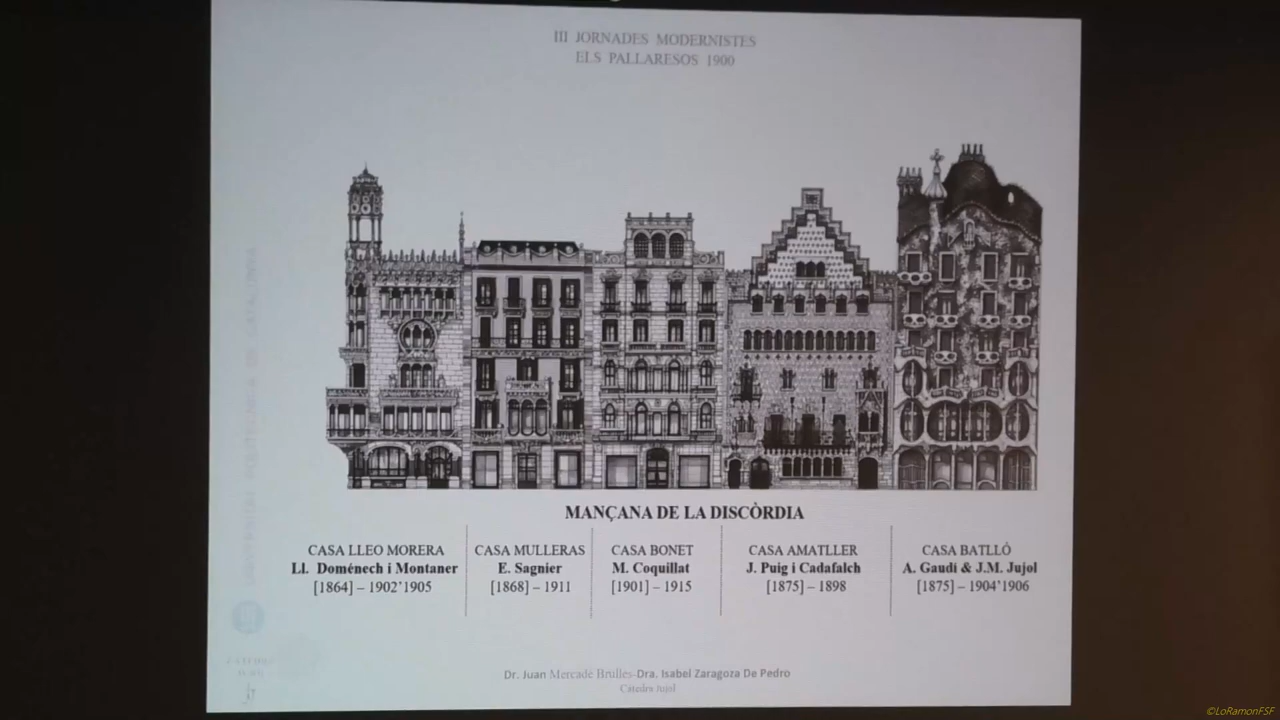 III JORNADES MODERNISTES
ELS PALLARESOS 1900
MANÇANA DE LA DISCÒRDIA
CASA LLEO MORERA
Ll. Doménech i Montaner
[1864] – 1902'1905
CASA MULLERAS
E. Sagnier
[1868] – 1911
CASA BONET
M. Coquillat
[1901] – 1915
CASA AMATLLER
J. Puig i Cadafalch
[1875] – 1898
CASA BATLLÓ
A. Gaudí & J.M. Jujol
[1875] – 1904'1906
Dr. Juan Mercadé Brulles-Dra. Isabel Zaragoza De Pedro
Càtedra Jujol
©LoRamonFSF